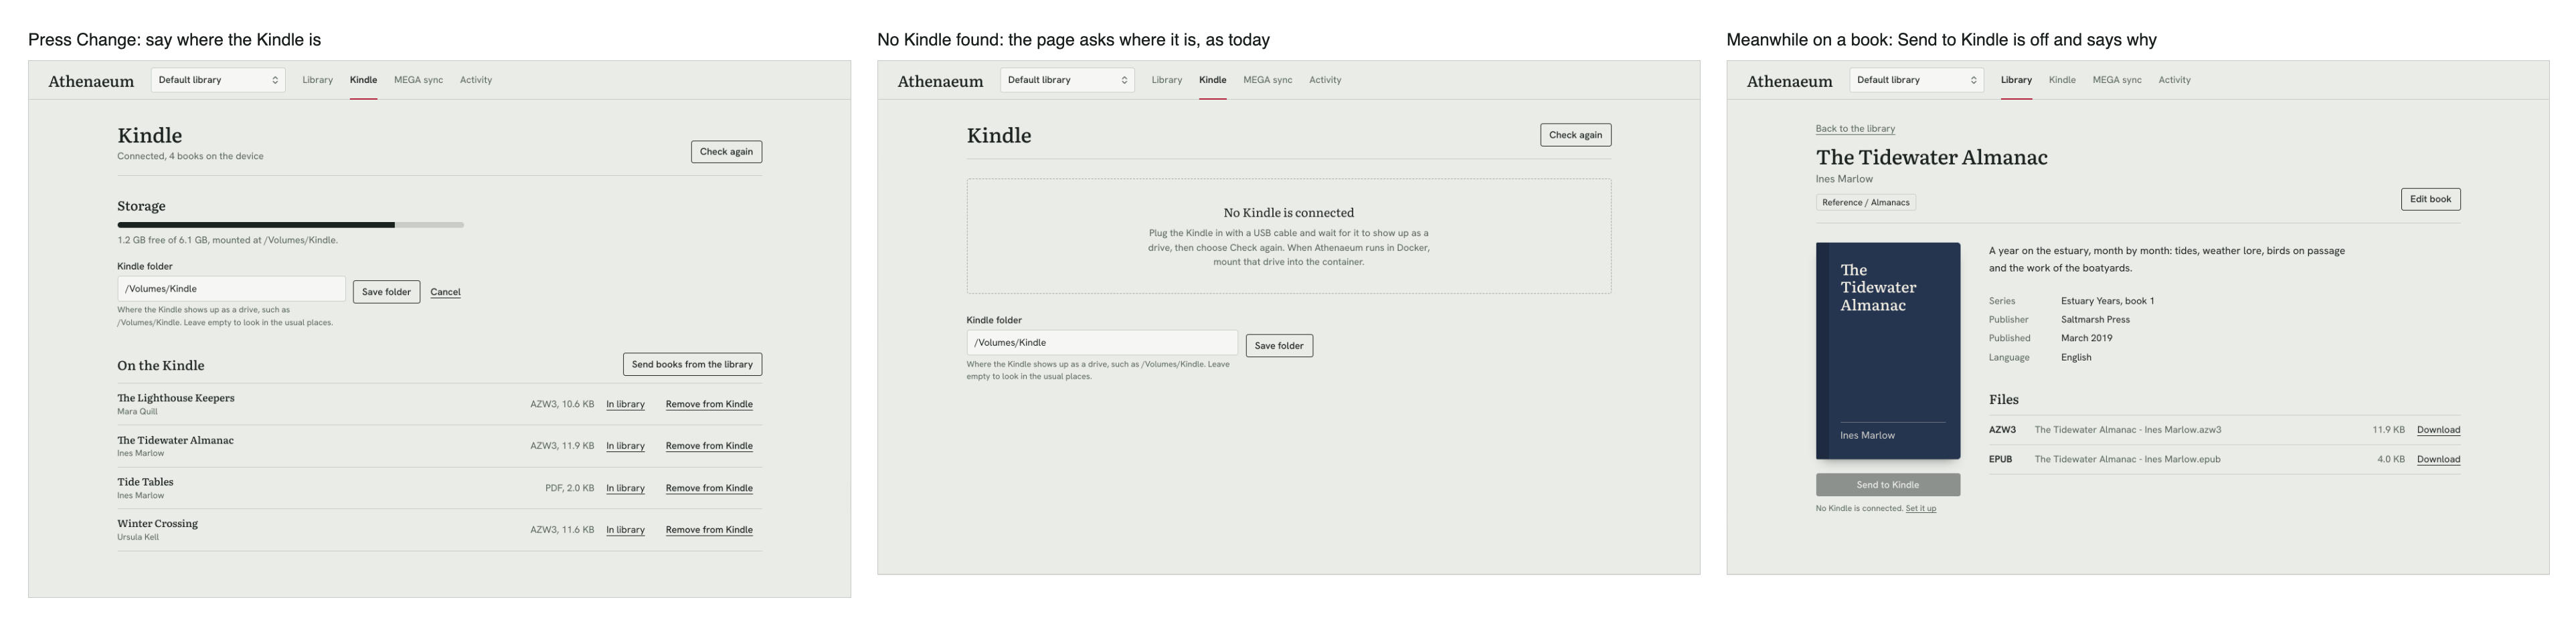 Press Change: say where the Kindle is
Athenaeum
Default library
Library
Kindle
MEGA sync
Activity
Kindle
Connected, 4 books on the device
Check again
Storage
1.2 GB free of 6.1 GB, mounted at /Volumes/Kindle.
Kindle folder
/Volumes/Kindle
Save folder
Cancel
Where the Kindle shows up as a drive, such as
/Volumes/Kindle. Leave empty to look in the usual places.
On the Kindle
Send books from the library
The Lighthouse Keepers
Mara Quill
AZW3, 10.6 KB
In library
Remove from Kindle
The Tidewater Almanac
Ines Marlow
AZW3, 11.9 KB
In library
Remove from Kindle
Tide Tables
Ines Marlow
PDF, 2.0 KB
In library
Remove from Kindle
Winter Crossing
Ursula Kell
AZW3, 11.6 KB
In library
Remove from Kindle
No Kindle found: the page asks where it is, as today
Athenaeum
Default library
Library
Kindle
MEGA sync
Activity
Kindle
Check again
No Kindle is connected
Plug the Kindle in with a USB cable and wait for it to show up as a
drive, then choose Check again. When Athenaeum runs in Docker,
mount that drive into the container.
Kindle folder
/Volumes/Kindle
Save folder
Where the Kindle shows up as a drive, such as /Volumes/Kindle. Leave
empty to look in the usual places.
Meanwhile on a book: Send to Kindle is off and says why
Athenaeum
Default library
Library
Kindle
MEGA sync
Activity
Back to the library
The Tidewater Almanac
Ines Marlow
Reference / Almanacs
Edit book
The
Tidewater
Almanac
Ines Marlow
Send to Kindle
No Kindle is connected. Set it up
A year on the estuary, month by month: tides, weather lore, birds on passage
and the work of the boatyards.
Series
Estuary Years, book 1
Publisher
Saltmarsh Press
Published
March 2019
Language
English
Files
AZW3
The Tidewater Almanac - Ines Marlow.azw3
11.9 KB
Download
EPUB
The Tidewater Almanac - Ines Marlow.epub
4.0 KB
Download